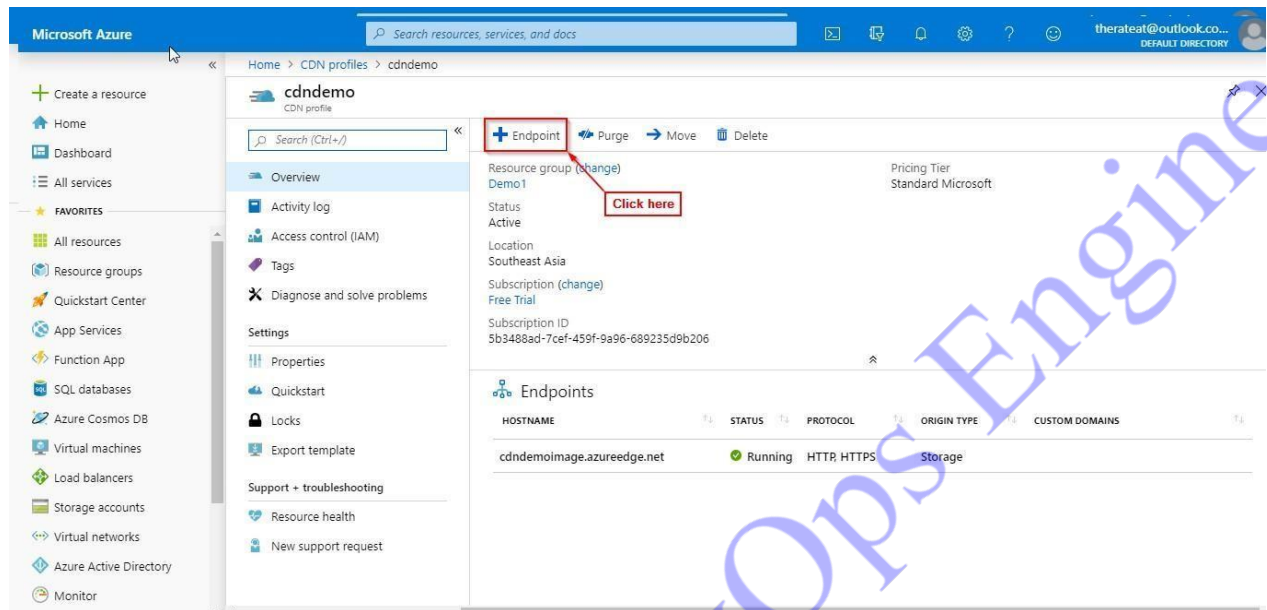 Microsoft Azure
Search resources, services, and docs
therateat@outlook.co...
DEFAULT DIRECTORY
Home > CDN profiles > cdndemo
Create a resource
Home
Dashboard
All services
FAVORITES
All resources
Resource groups
Quickstart Center
App Services
Function App
SQL databases
Azure Cosmos DB
Virtual machines
Load balancers
Storage accounts
Virtual networks
Azure Active Directory
Monitor
cdndemo
CDN profile
Search (Ctrl+/)
Overview
Activity log
Access control (IAM)
Tags
Diagnose and solve problems
Settings
Properties
Quickstart
Locks
Export template
Support + troubleshooting
Resource health
New support request
Endpoint Purge Move Delete
Click here
Resource group (change)
Demo1
Status
Active
Location
Southeast Asia
Subscription (change)
Free Trial
Subscription ID
5b3488ad-7cef-459f-9a96-689235d9b206
Pricing Tier
Standard Microsoft
Endpoints
HOSTNAME STATUS PROTOCOL ORIGIN TYPE CUSTOM DOMAINS
cdndemoimage.azureedge.net Running HTTP, HTTPS Storage
Ops Engine